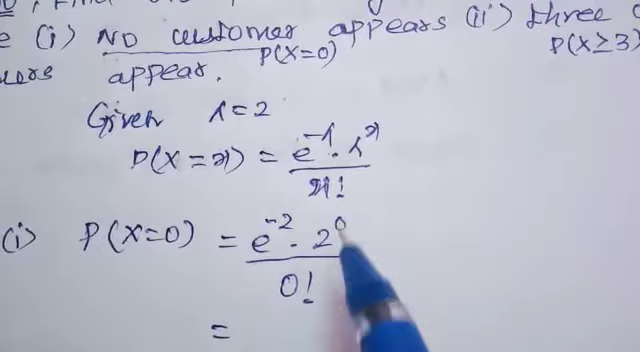 (i) NO customer appears (ii) three
P(X=0) P(X≥3)
appear.
Given λ=2
P(X=x) = e^-λ · λ^x / x!
(i) P(X=0) = e^-2 · 2^0 / 0!
=